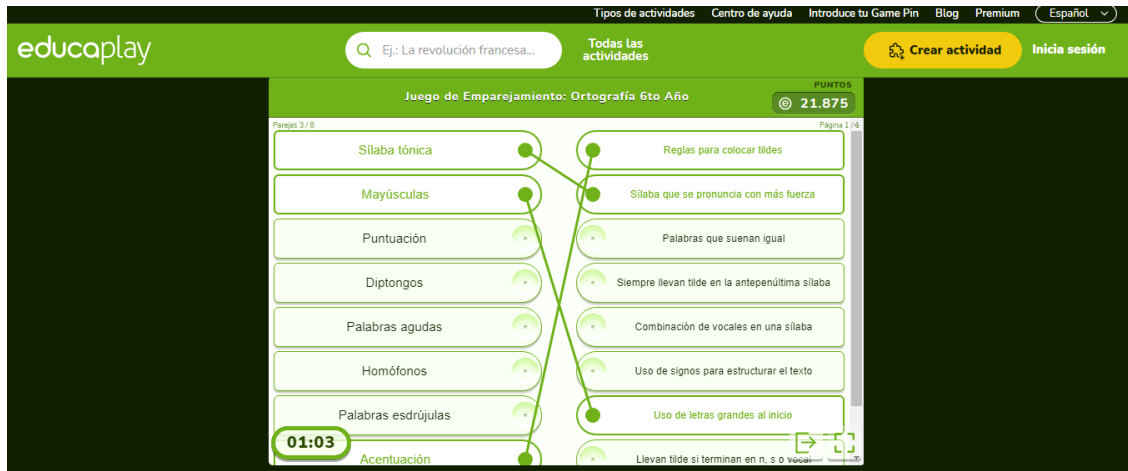 Tipos de actividades Centro de ayuda Introduce tu Game Pin Blog Premium Español
educaplay Ej.: La revolución francesa... Todas las actividades Crear actividad Inicia sesión
Juego de Emparejamiento: Ortografía 6to Año
PUNTOS
21.875
Parejas 3 / 8 Página 1 / 4
Sílaba tónica Reglas para colocar tildes
Mayúsculas Sílaba que se pronuncia con más fuerza
Puntuación Palabras que suenan igual
Diptongos Siempre llevan tilde en la antepenúltima sílaba
Palabras agudas Combinación de vocales en una sílaba
Homófonos Uso de signos para estructurar el texto
Palabras esdrújulas Uso de letras grandes al inicio
01:03
Acentuación Llevan tilde si terminan en n, s o vocal